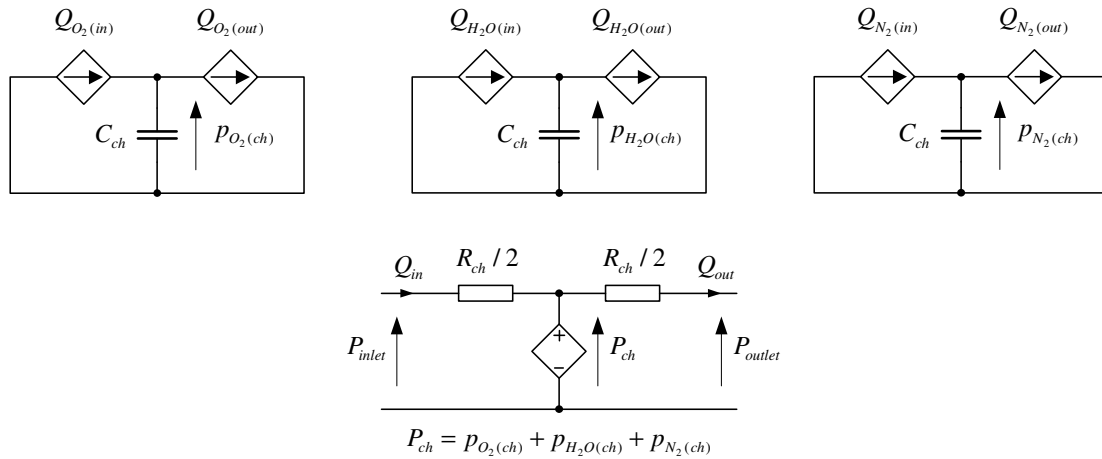 Q_{O_2(in)} Q_{O_2(out)} Q_{H_2O(in)} Q_{H_2O(out)} Q_{N_2(in)} Q_{N_2(out)}
C_{ch} p_{O_2(ch)} C_{ch} p_{H_2O(ch)} C_{ch} p_{N_2(ch)}
Q_{in} R_{ch} / 2 R_{ch} / 2 Q_{out}
+
P_{inlet} P_{ch} P_{outlet}
−
P_{ch} = p_{O_2(ch)} + p_{H_2O(ch)} + p_{N_2(ch)}